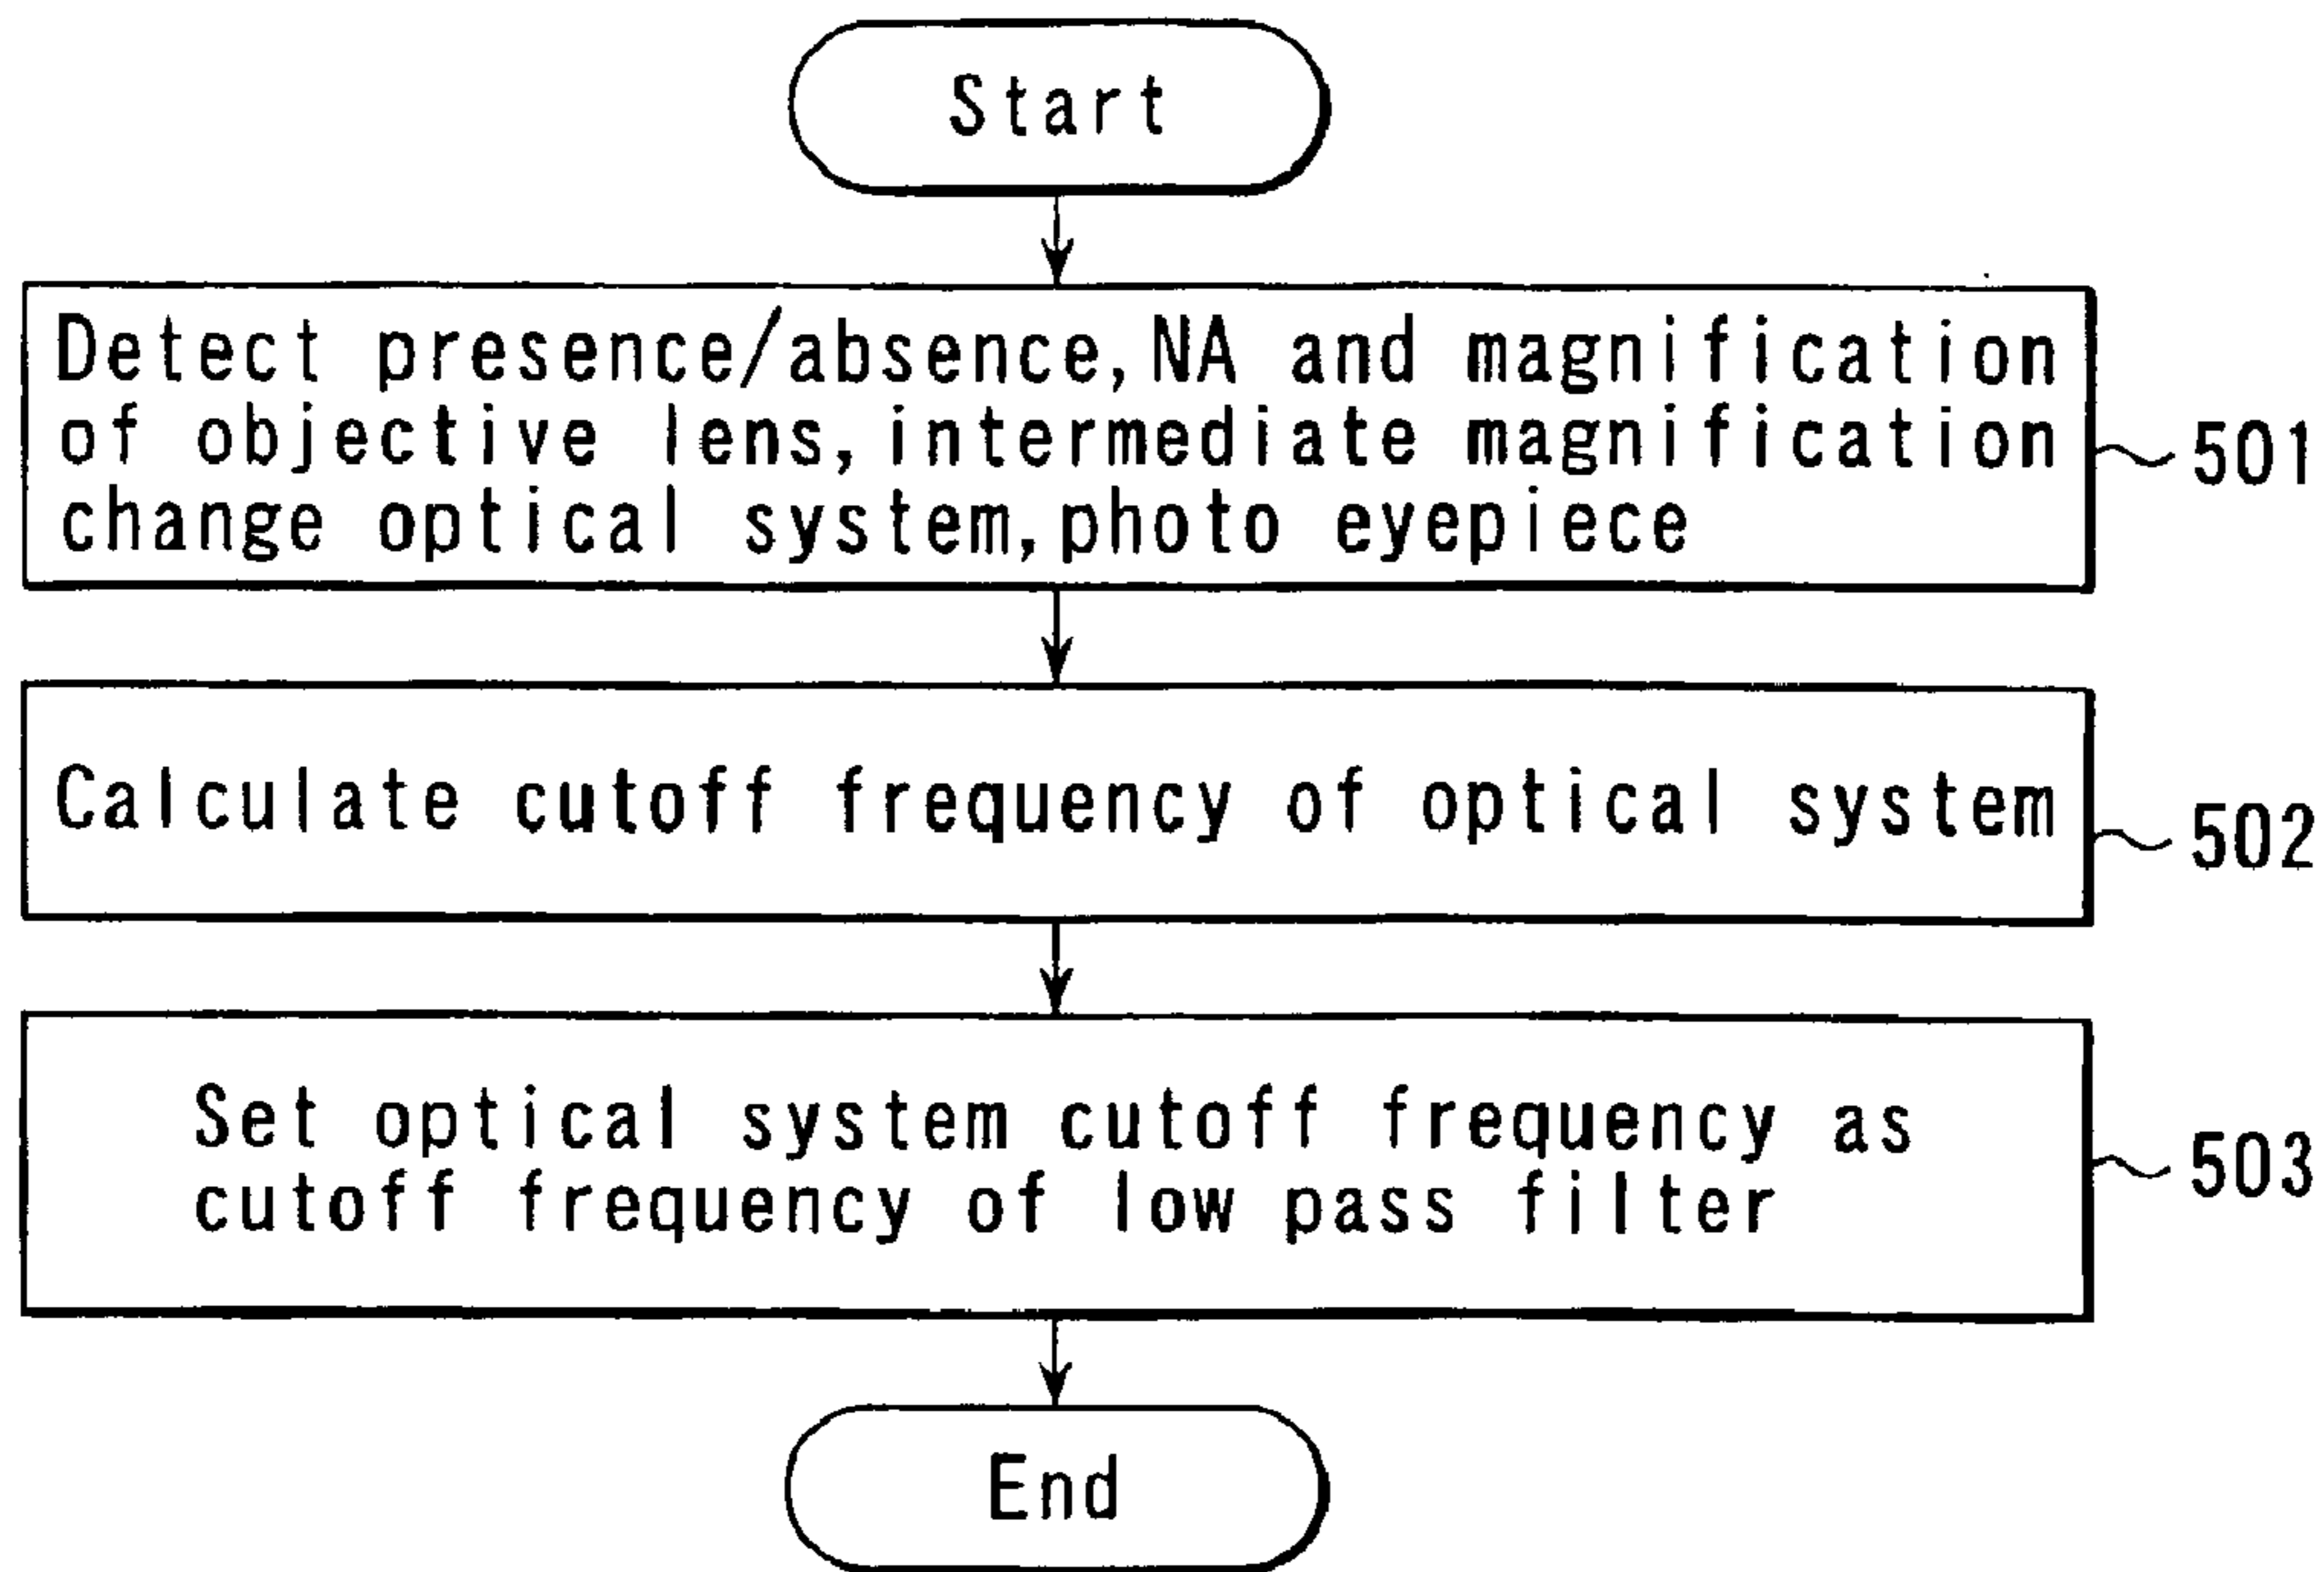 Start
Detect presence/absence, NA and magnification
of objective lens, intermediate magnification
change optical system, photo eyepiece
501
Calculate cutoff frequency of optical system
502
Set optical system cutoff frequency as
cutoff frequency of low pass filter
503
End